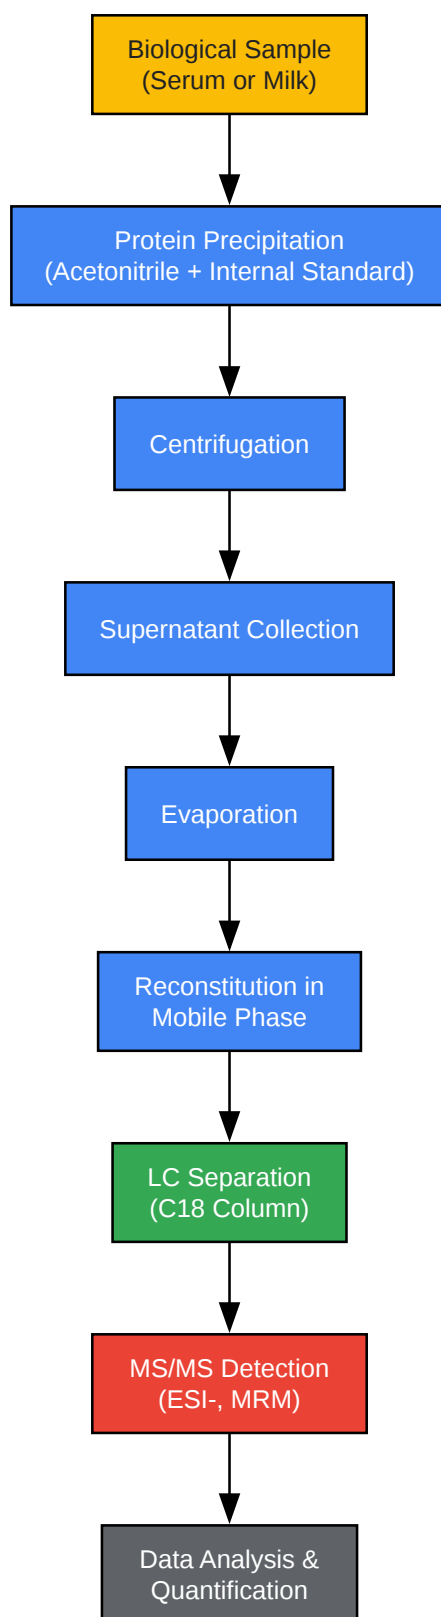 Biological Sample
(Serum or Milk)
Protein Precipitation
(Acetonitrile + Internal Standard)
Centrifugation
Supernatant Collection
Evaporation
Reconstitution in
Mobile Phase
LC Separation
(C18 Column)
MS/MS Detection
(ESI-, MRM)
Data Analysis &
Quantification